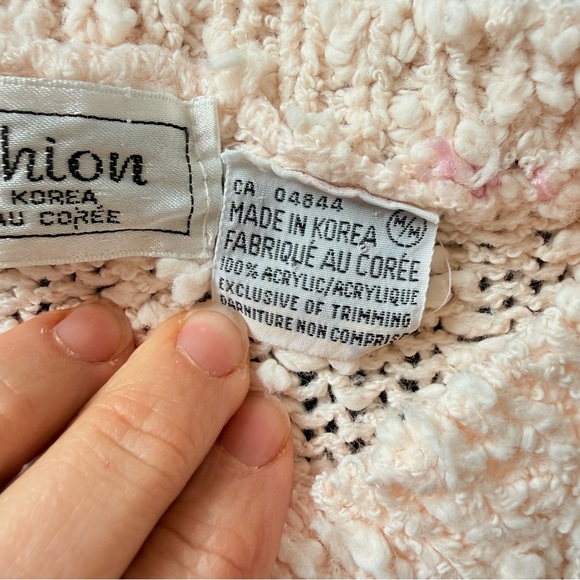 hion
KOREA
AU CORÉE
CA 04844
MADE IN KOREA M/M
FABRIQUÉ AU CORÉE
100% ACRYLIC/ACRYLIQUE
EXCLUSIVE OF TRIMMING
GARNITURE NON COMPRIS